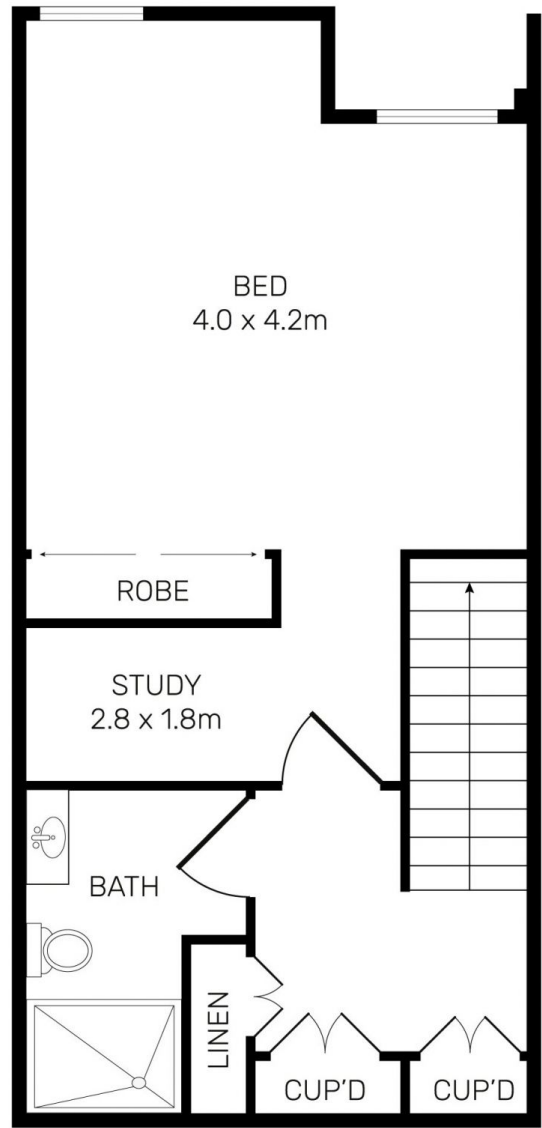 BED
4.0 x 4.2m
ROBE
STUDY
2.8 x 1.8m
BATH
LINEN
CUP'D
CUP'D